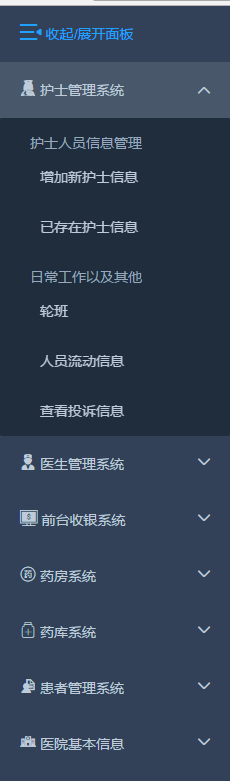 收起/展开面板
护士管理系统
护士人员信息管理
增加新护士信息
已存在护士信息
日常工作以及其他
轮班
人员流动信息
查看投诉信息
医生管理系统
前台收银系统
药房系统
药库系统
患者管理系统
医院基本信息